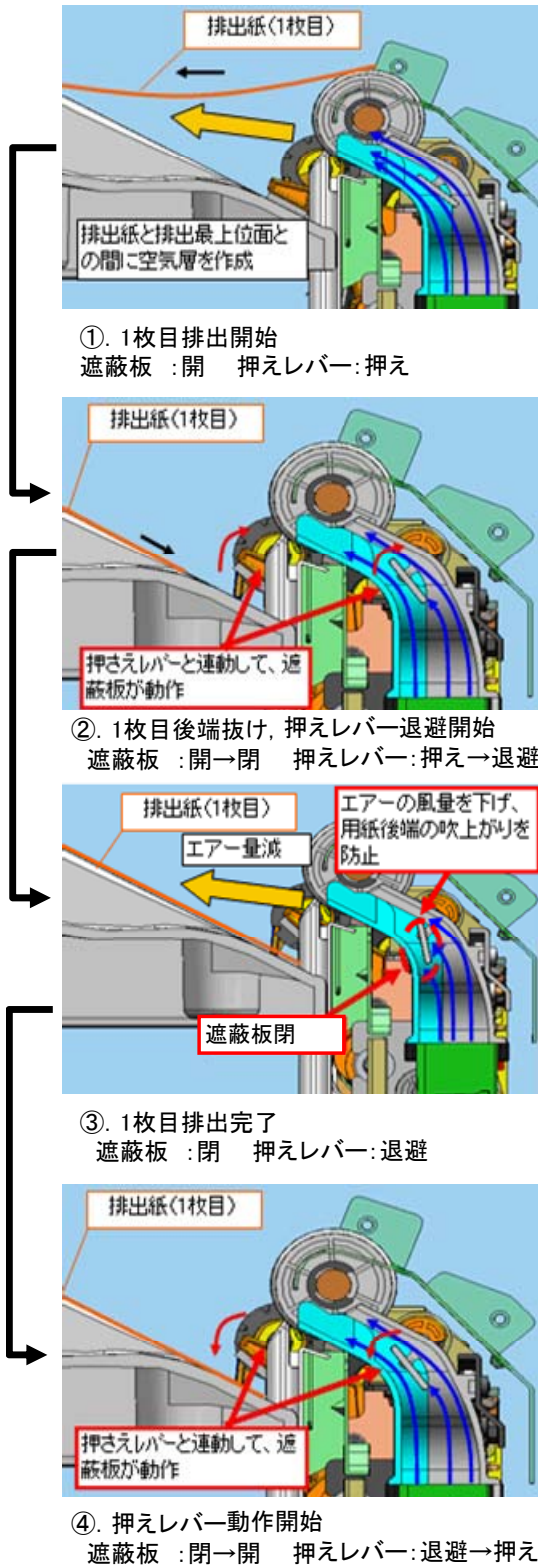 排出紙(1枚目)
排出紙と排出最上位面と
の間に空気層を作成
①. 1枚目排出開始
遮蔽板 :開 押えレバー:押え
排出紙(1枚目)
押さえレバーと連動して、遮
蔽板が動作
②. 1枚目後端抜け, 押えレバー退避開始
遮蔽板 :開→閉 押えレバー:押え→退避
排出紙(1枚目)
エアー量減
エアーの風量を下げ、
用紙後端の吹上がりを
防止
遮蔽板閉
③. 1枚目排出完了
遮蔽板 :閉 押えレバー:退避
排出紙(1枚目)
押さえレバーと連動して、遮
蔽板が動作
④. 押えレバー動作開始
遮蔽板 :閉→開 押えレバー:退避→押え